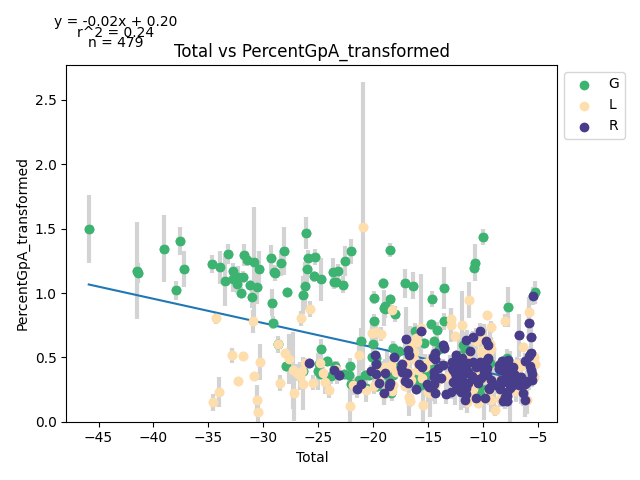 y = -0.02x + 0.20
r^2 = 0.24
n = 479
Total vs PercentGpA_transformed
G
L
R
PercentGpA_transformed
2.5
2.0
1.5
1.0
0.5
0.0
−45
−40
−35
−30
−25
−20
−15
−10
−5
Total